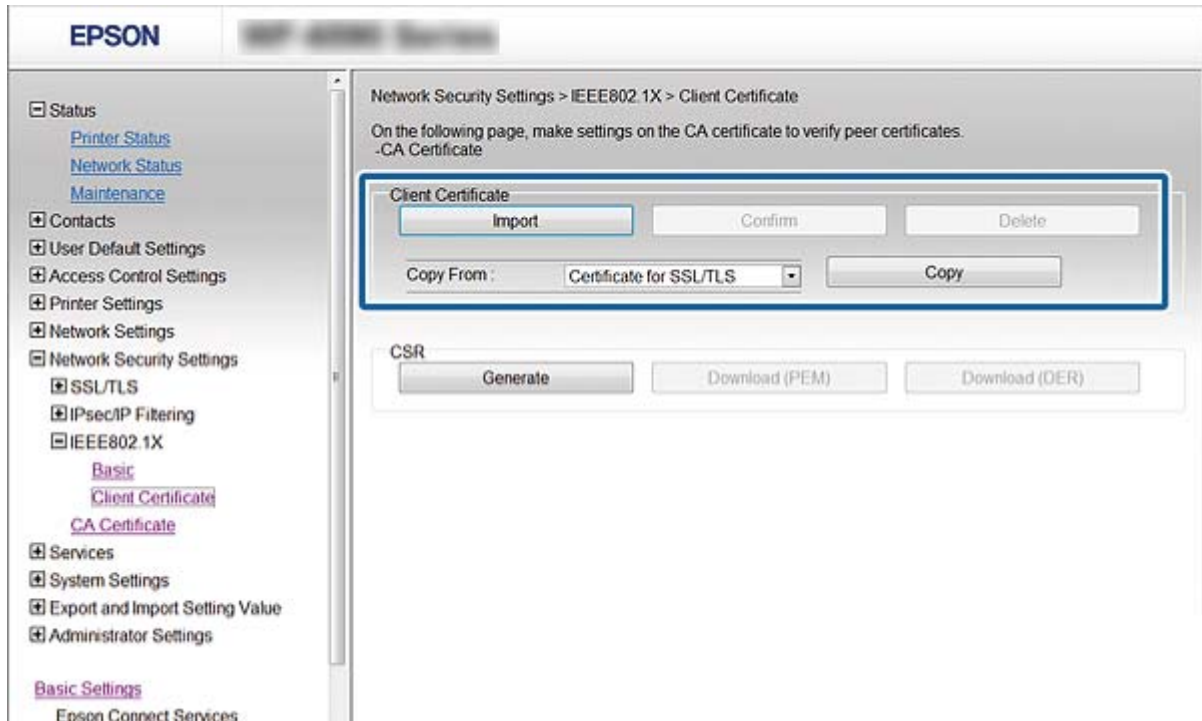 EPSON
Status
Printer Status
Network Status
Maintenance
Contacts
User Default Settings
Access Control Settings
Printer Settings
Network Settings
Network Security Settings
SSL/TLS
IPsec/IP Filtering
IEEE802.1X
Basic
Client Certificate
CA Certificate
Services
System Settings
Export and Import Setting Value
Administrator Settings
Basic Settings
Epson Connect Services
Network Security Settings > IEEE802.1X > Client Certificate
On the following page, make settings on the CA certificate to verify peer certificates.
-CA Certificate
Client Certificate
Import Confirm Delete
Copy From : Certificate for SSL/TLS Copy
CSR
Generate Download (PEM) Download (DER)